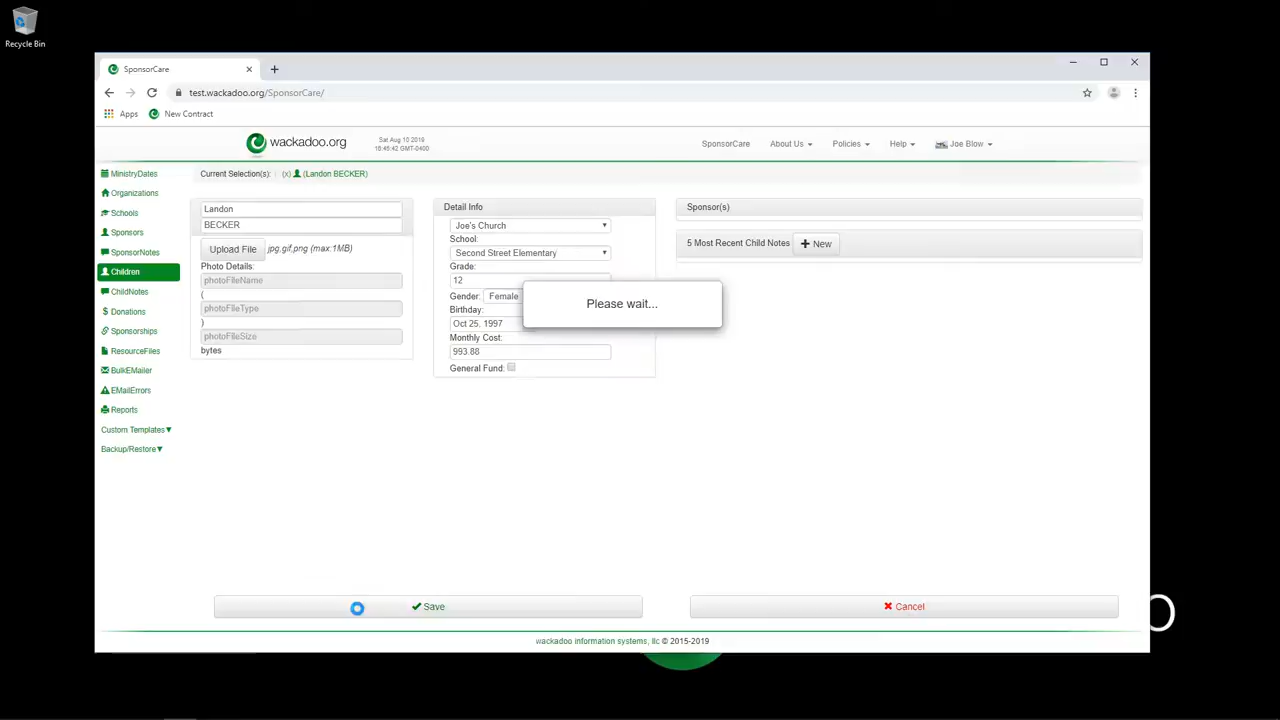 Recycle Bin
SponsorCare
test.wackadoo.org/SponsorCare/
Apps
New Contract
wackadoo.org
Sat Aug 10 2019
16:46:42 GMT-0400
SponsorCare
About Us
Policies
Help
Joe Blow
MinistryDates
Organizations
Schools
Sponsors
SponsorNotes
Children
ChildNotes
Donations
Sponsorships
ResourceFiles
BulkEMailer
EMailErrors
Reports
Custom Templates▼
Backup/Restore▼
Current Selection(s): (x) (Landon BECKER)
Landon
BECKER
Upload File jpg.gif.png (max:1MB)
Photo Details:
photoFileName
(
photoFileType
)
photoFileSize
bytes
Detail Info
Joe's Church
School:
Second Street Elementary
Grade:
12
Gender: Female
Birthday:
Oct 25, 1997
Monthly Cost:
993.88
General Fund:
Sponsor(s)
5 Most Recent Child Notes + New
Please wait...
Save
Cancel
wackadoo information systems, llc © 2015-2019